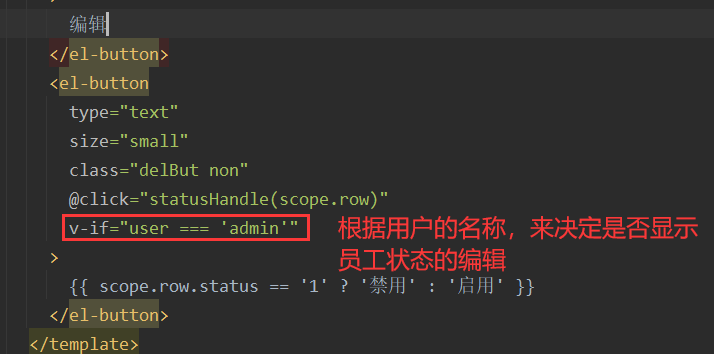 编辑
</el-button>
<el-button
type="text"
size="small"
class="delBut non"
@click="statusHandle(scope.row)"
v-if="user === 'admin'"
根据用户的名称，来决定是否显示
员工状态的编辑
>
{{ scope.row.status == '1' ? '禁用' : '启用' }}
</el-button>
</template>